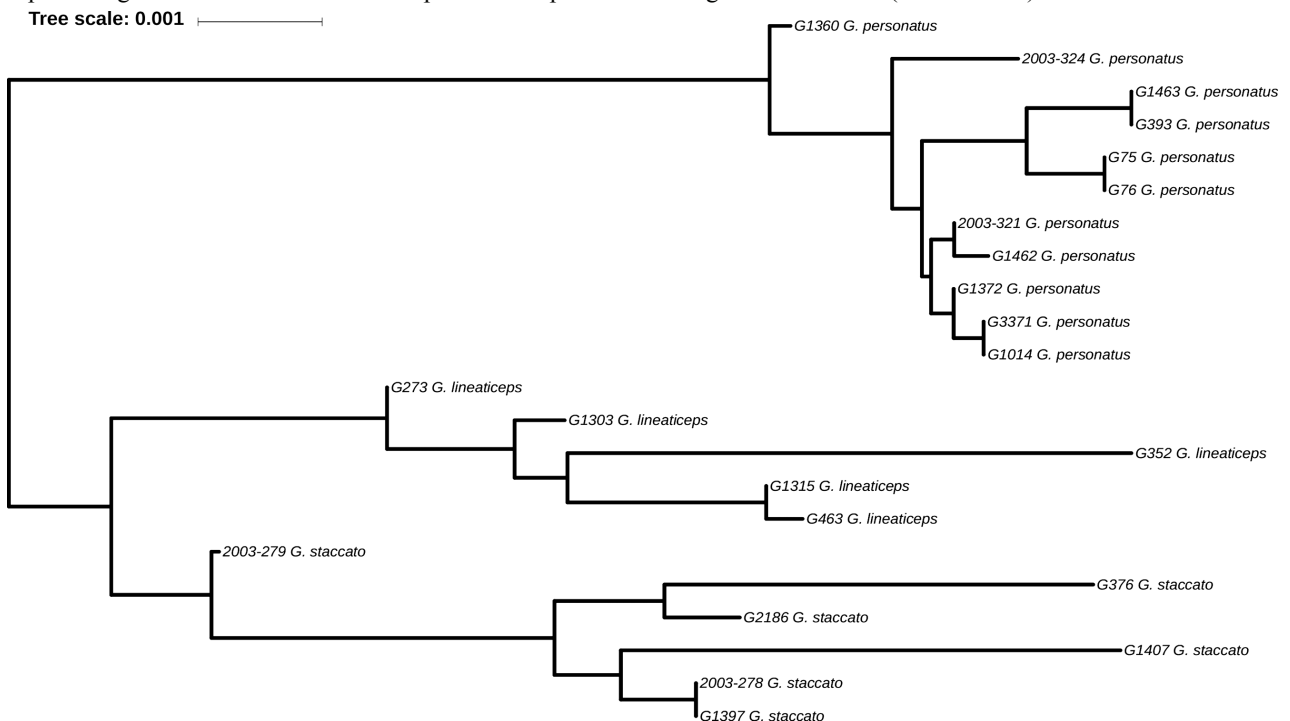 Tree scale: 0.001
G1360 G. personatus
2003-324 G. personatus
G1463 G. personatus
G393 G. personatus
G75 G. personatus
G76 G. personatus
2003-321 G. personatus
G1462 G. personatus
G1372 G. personatus
G3371 G. personatus
G1014 G. personatus
G273 G. lineaticeps
G1303 G. lineaticeps
G352 G. lineaticeps
G1315 G. lineaticeps
G463 G. lineaticeps
2003-279 G. staccato
G376 G. staccato
G2186 G. staccato
G1407 G. staccato
2003-278 G. staccato
G1397 G. staccato